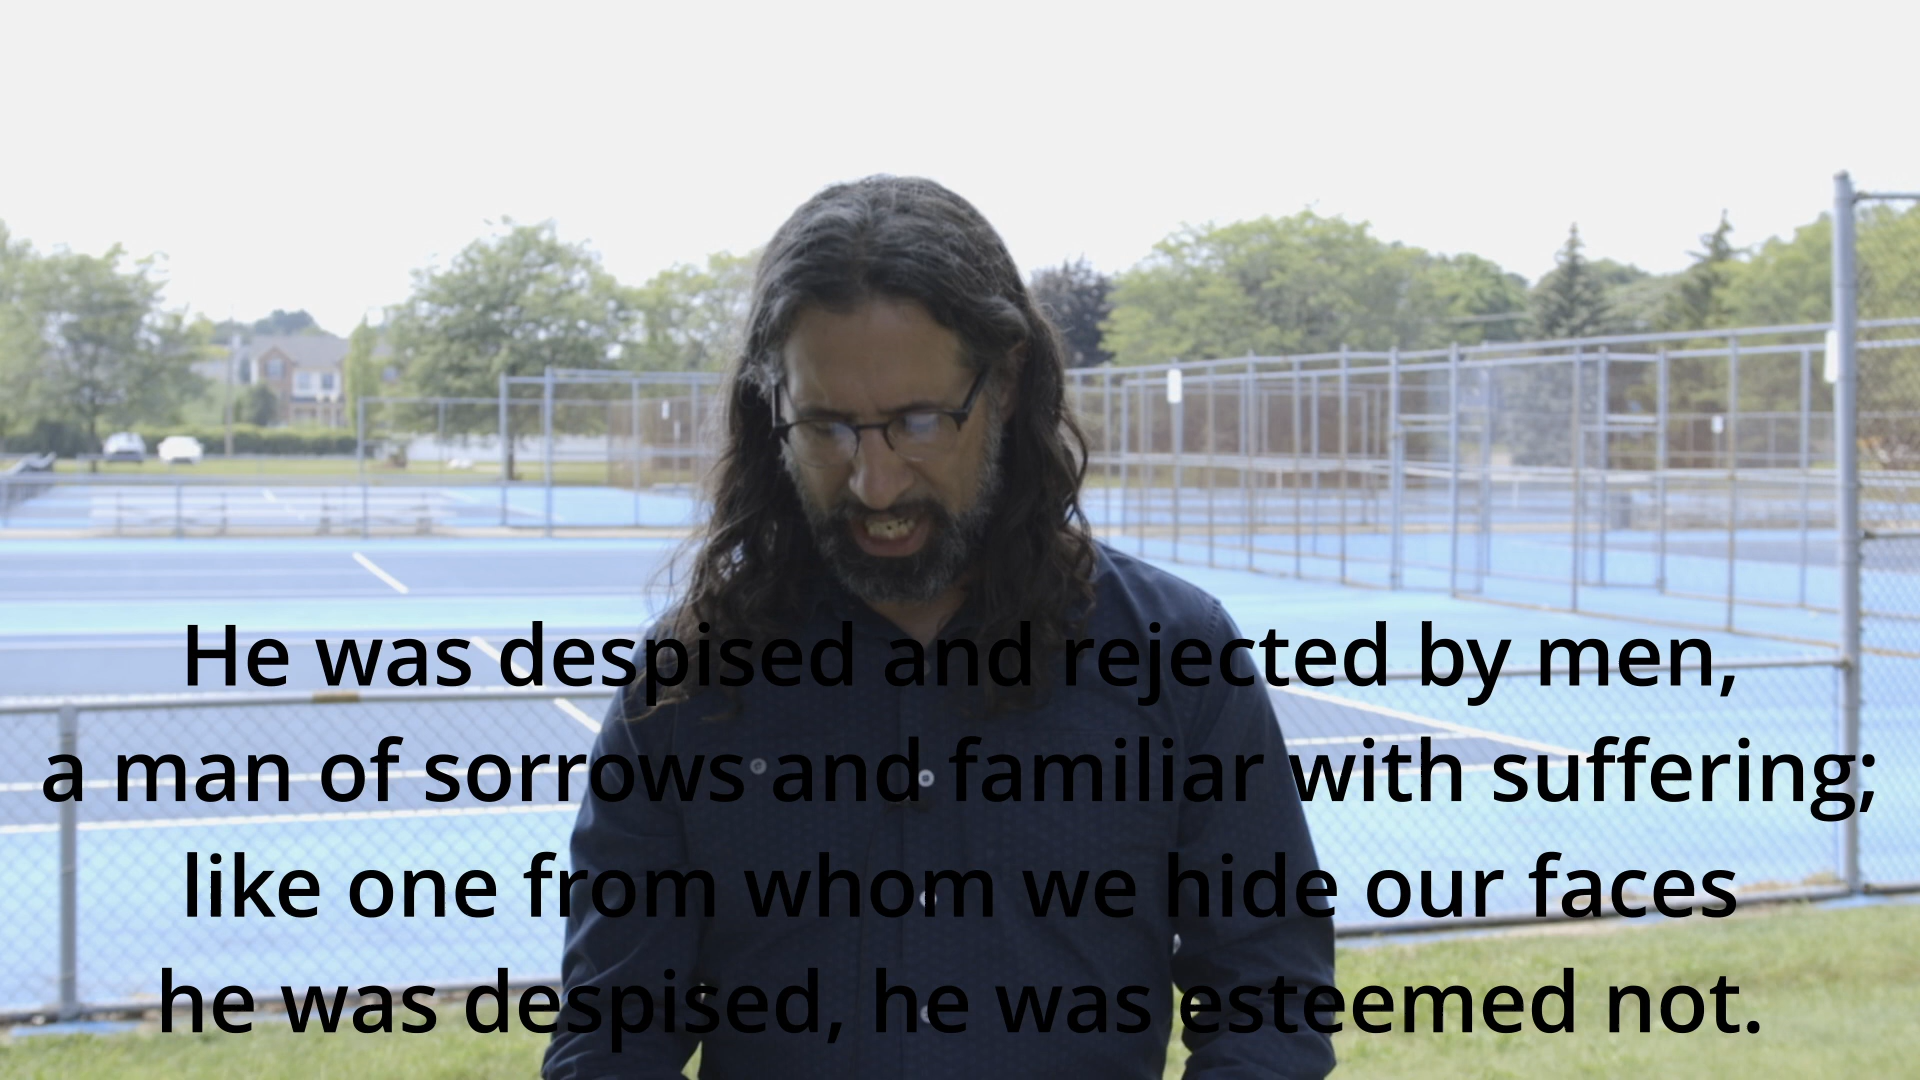 He was despised and rejected by men,
a man of sorrows and familiar with suffering;
like one from whom we hide our faces
he was despised, he was esteemed not.